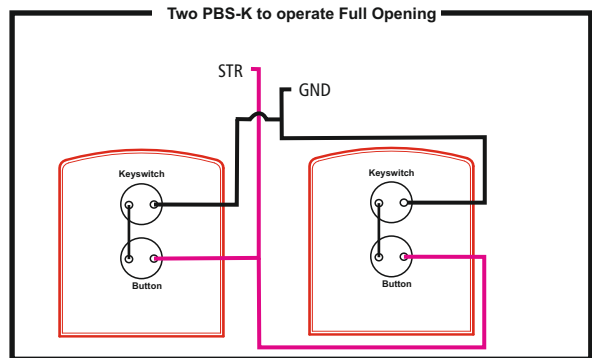 Two PBS-K to operate Full Opening
STR
GND
Keyswitch
Button
Keyswitch
Button